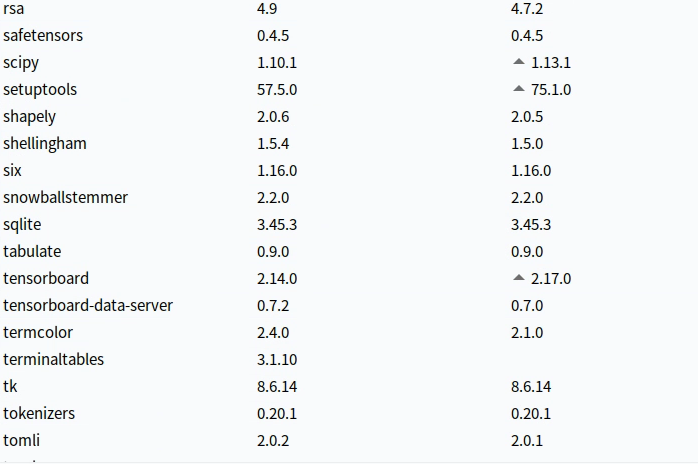 rsa 4.9 4.7.2
safetensors 0.4.5 0.4.5
scipy 1.10.1 1.13.1
setuptools 57.5.0 75.1.0
shapely 2.0.6 2.0.5
shellingham 1.5.4 1.5.0
six 1.16.0 1.16.0
snowballstemmer 2.2.0 2.2.0
sqlite 3.45.3 3.45.3
tabulate 0.9.0 0.9.0
tensorboard 2.14.0 2.17.0
tensorboard-data-server 0.7.2 0.7.0
termcolor 2.4.0 2.1.0
terminaltables 3.1.10
tk 8.6.14 8.6.14
tokenizers 0.20.1 0.20.1
tomli 2.0.2 2.0.1